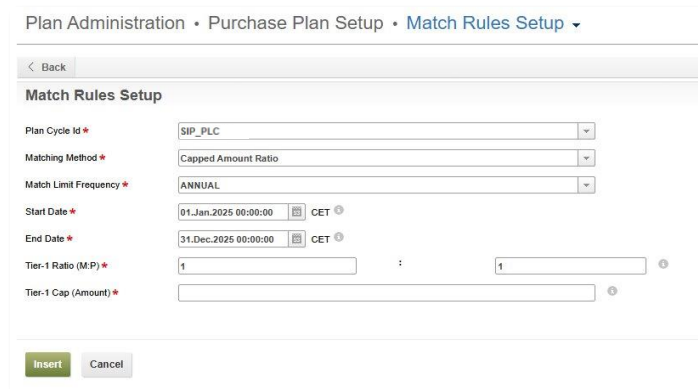 Plan Administration • Purchase Plan Setup • Match Rules Setup
< Back
Match Rules Setup
Plan Cycle Id * SIP_PLC
Matching Method * Capped Amount Ratio
Match Limit Frequency * ANNUAL
Start Date * 01.Jan.2025 00:00:00 CET
End Date * 31.Dec.2025 00:00:00 CET
Tier-1 Ratio (M:P) * 1 : 1
Tier-1 Cap (Amount) *
Insert Cancel